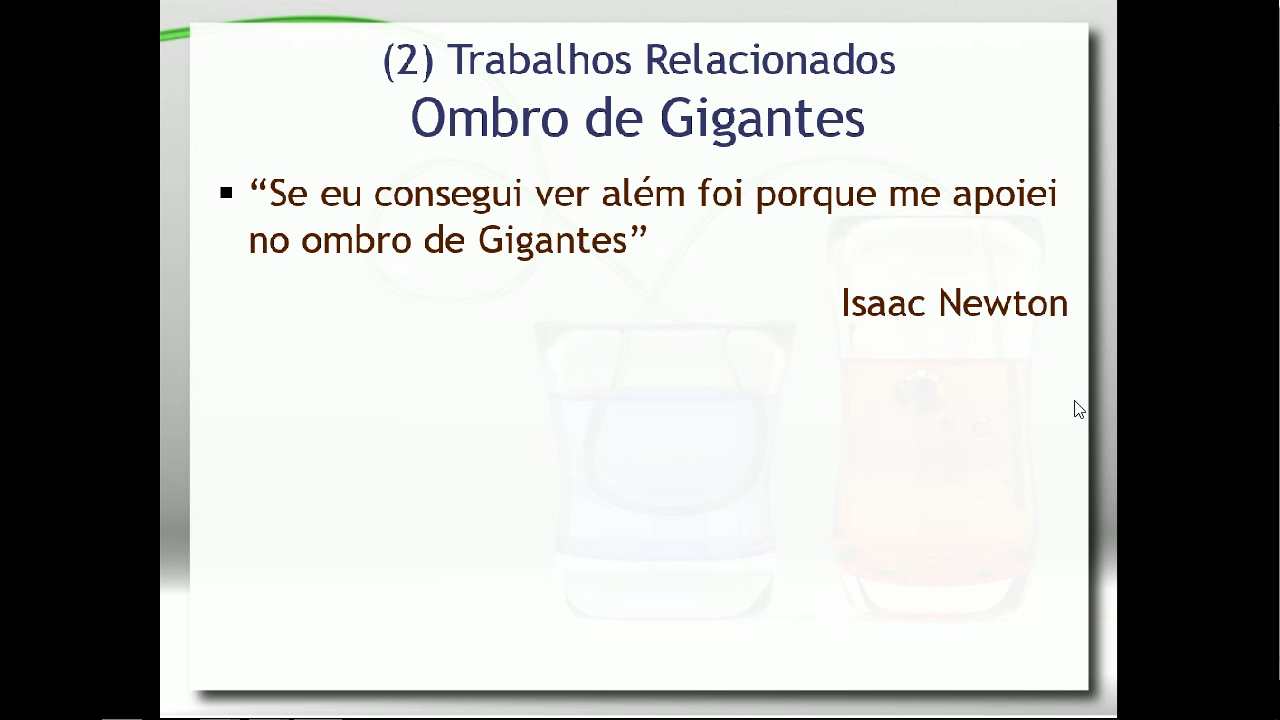 (2) Trabalhos Relacionados
Ombro de Gigantes
“Se eu consegui ver além foi porque me apoiei
no ombro de Gigantes”
Isaac Newton